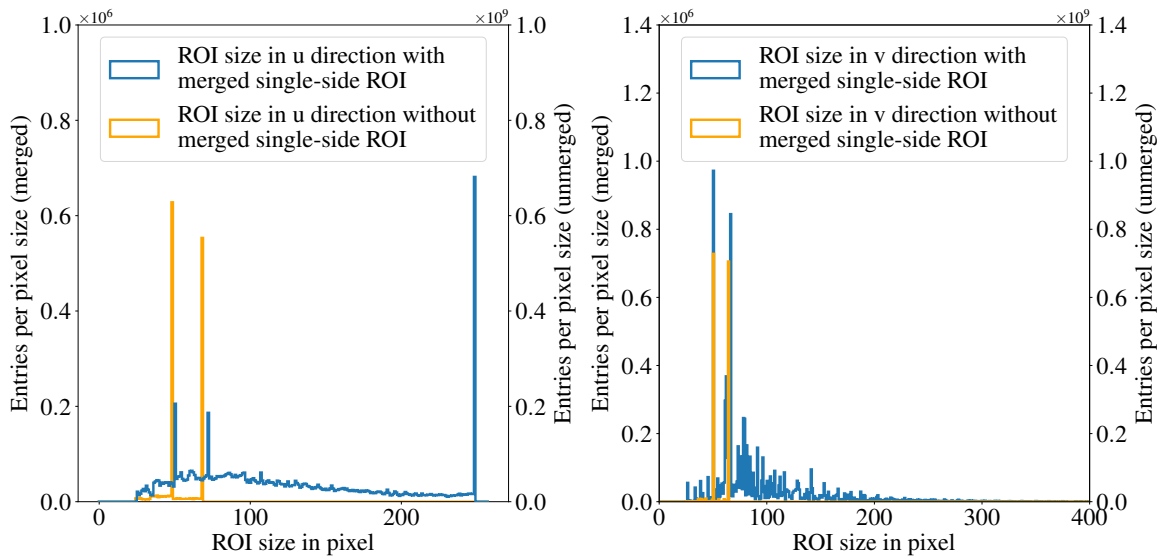 ×10⁶
×10⁹
1.0
0.8
0.6
0.4
0.2
0.0
Entries per pixel size (merged)
ROI size in u direction with
merged single-side ROI
ROI size in u direction without
merged single-side ROI
1.0
0.8
0.6
0.4
0.2
0.0
Entries per pixel size (unmerged)
0
100
200
ROI size in pixel
×10⁶
×10⁹
1.4
1.2
1.0
0.8
0.6
0.4
0.2
0.0
Entries per pixel size (merged)
ROI size in v direction with
merged single-side ROI
ROI size in v direction without
merged single-side ROI
1.4
1.2
1.0
0.8
0.6
0.4
0.2
0.0
Entries per pixel size (unmerged)
0
100
200
300
400
ROI size in pixel